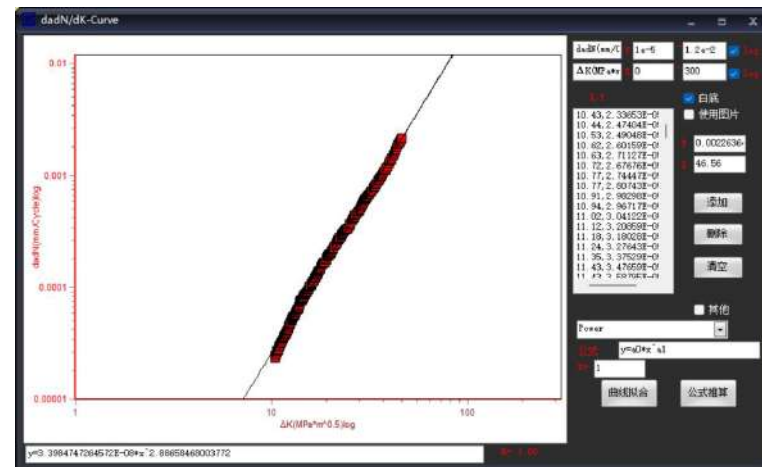 dadN/dK-Curve
dadN(mm/C
1e-5
1.2e-2
ΔK(MPa*m
0
300
白底
使用图片
10.43,2.33653E-0
10.44,2.47404E-0
10.53,2.49046E-0
10.62,2.60159E-0
10.63,2.71127E-0
10.72,2.67676E-0
10.77,2.74447E-0
10.77,2.80743E-0
10.91,2.98298E-0
10.94,2.96717E-0
11.02,3.04122E-0
11.12,3.20859E-0
11.18,3.18028E-0
11.24,3.27643E-0
11.35,3.37529E-0
11.43,3.47659E-0
0.0022636
46.56
添加
删除
清空
其他
Power
公式
y=a0*x^a1
1
曲线拟合
公式推算
0.01
0.001
0.0001
0.00001
dadN(mm/Cycle)log
1
10
100
ΔK(MPa*m^0.5)log
y=3.3984747264572E-08*x^2.88658468003772
R= 1.00